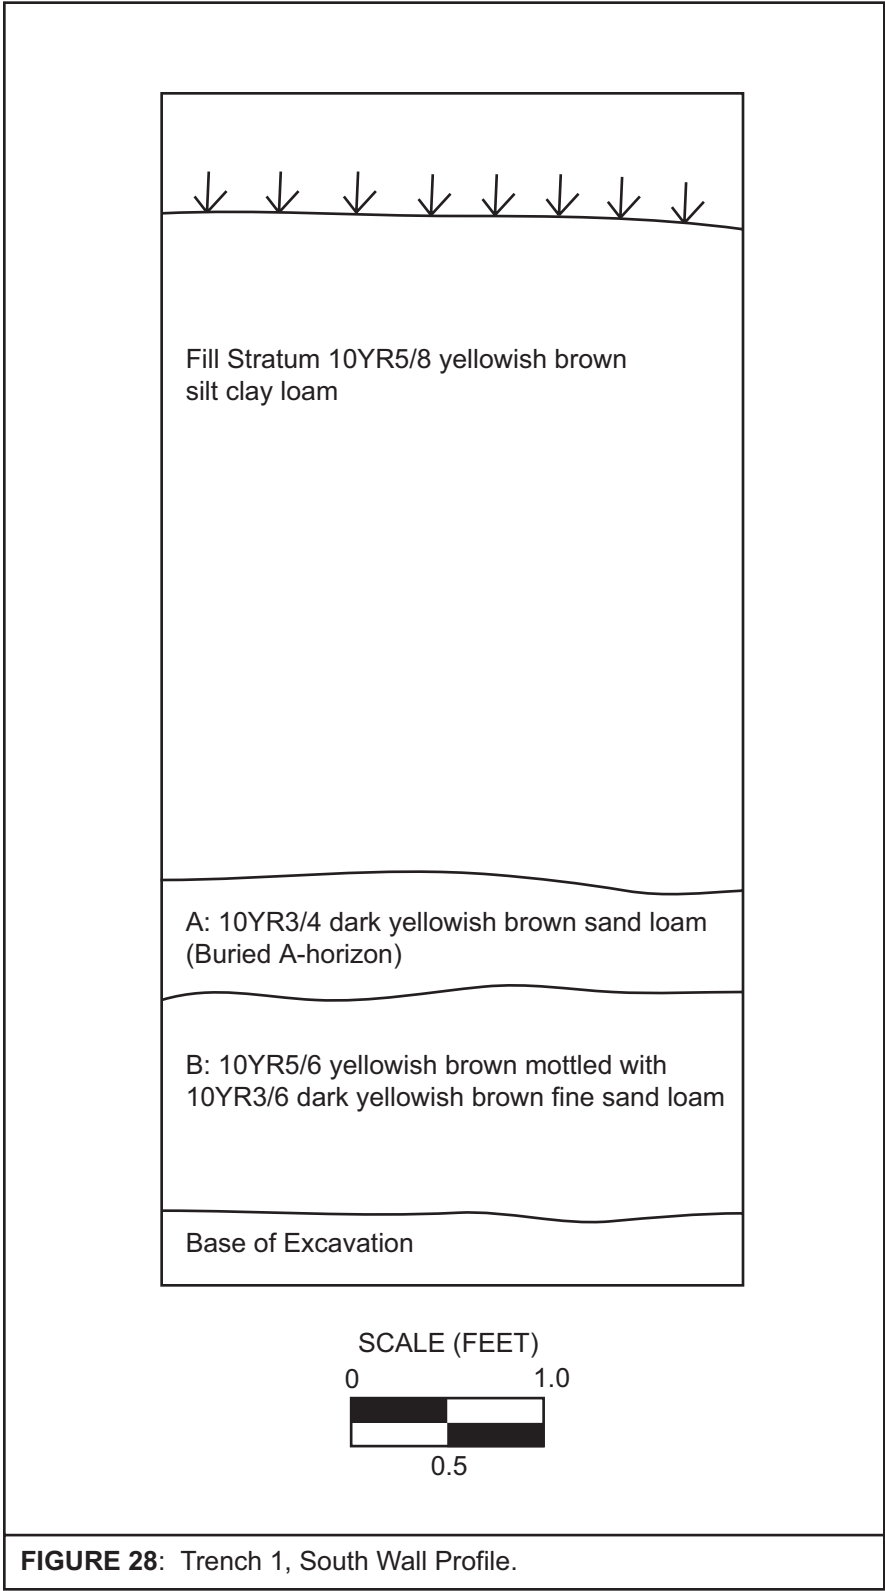 Fill Stratum 10YR5/8 yellowish brown
silt clay loam
A: 10YR3/4 dark yellowish brown sand loam
(Buried A-horizon)
B: 10YR5/6 yellowish brown mottled with
10YR3/6 dark yellowish brown fine sand loam
Base of Excavation
SCALE (FEET)
0 1.0
0.5
FIGURE 28: Trench 1, South Wall Profile.